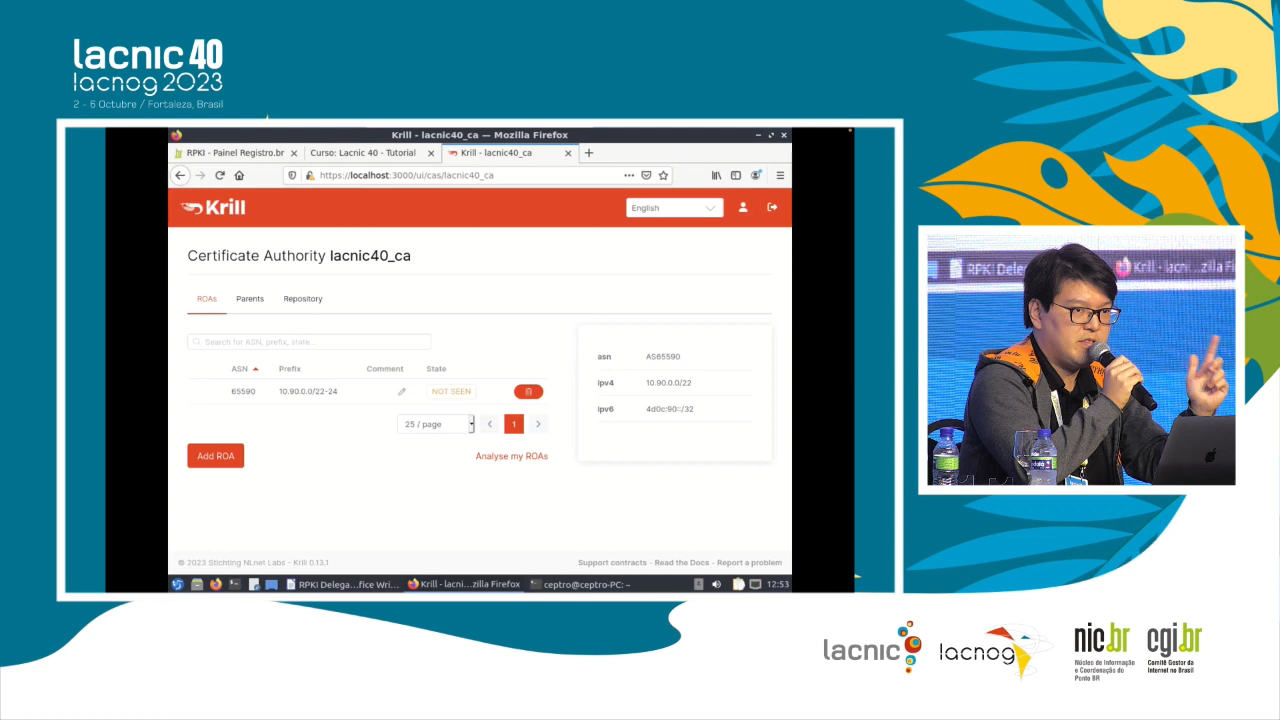 lacnic 40
lacnog 2023
2 - 6 Octubre / Fortaleza, Brasil
Krill - lacnic40_ca — Mozilla Firefox
RPKI - Painel Registro.br
Curso: Lacnic 40 - Tutorial
Krill - lacnic40_ca
https://localhost:3000/ui/cas/lacnic40_ca
Krill
English
Certificate Authority lacnic40_ca
ROAs
Parents
Repository
Search for ASN, prefix, state...
ASN
Prefix
Comment
State
65590
10.90.0.0/22-24
NOT SEEN
25 / page
1
Add ROA
Analyse my ROAs
asn
AS65590
ipv4
10.90.0.0/22
ipv6
4d0c:90::/32
© 2023 Stichting NLnet Labs - Krill 0.13.1
Support contracts - Read the Docs - Report a problem
RPKI Delega...fice Wri...
Krill - lacni...zilla Firefox
ceptro@ceptro-PC: ~
12:53
RPKI Dele
Krill - lacn...zilla Fi
lacnic
lacnog
nic.br
Núcleo de Informação
e Coordenação do
Ponto BR
cgi.br
Comitê Gestor da
Internet no Brasil